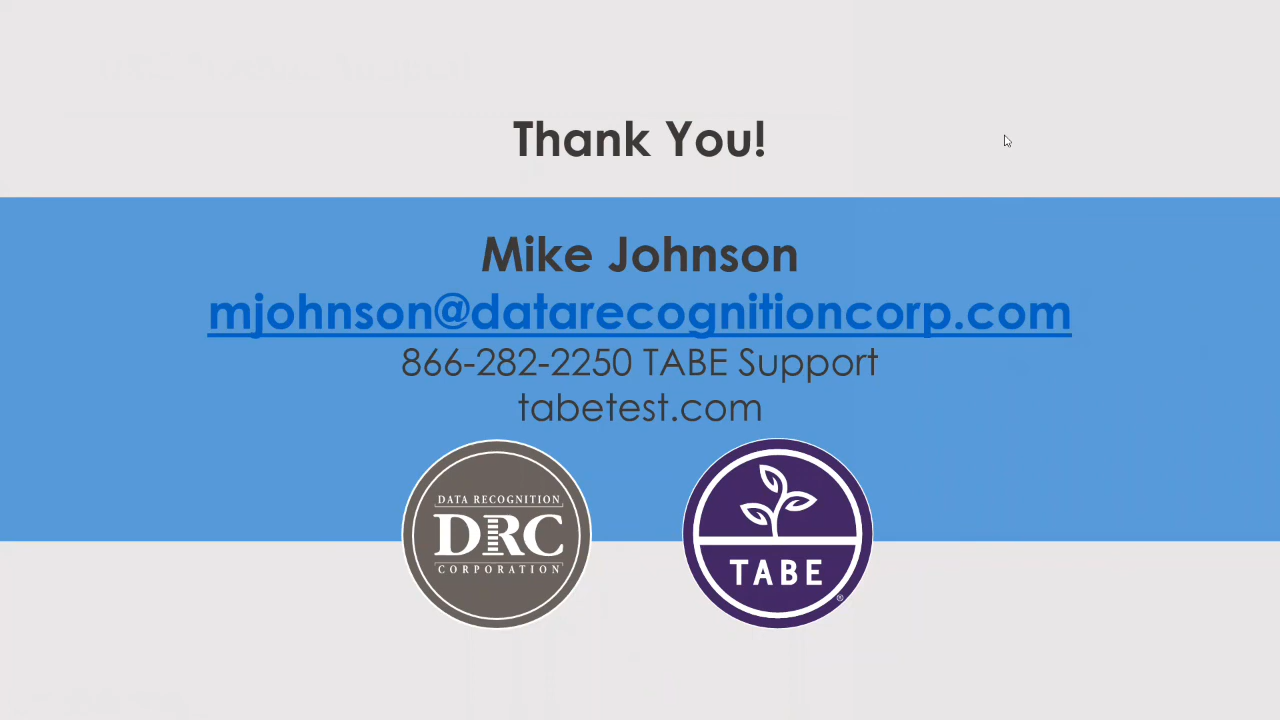 Thank You!
Mike Johnson
mjohnson@datarecognitioncorp.com
866-282-2250 TABE Support
tabetest.com
DATA RECOGNITION
DRC
CORPORATION
TABE
®